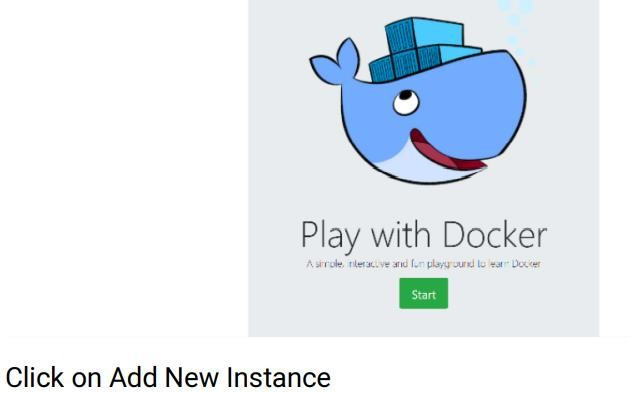 Play with Docker
A simple, interactive and fun playground to learn Docker
Start
Click on Add New Instance